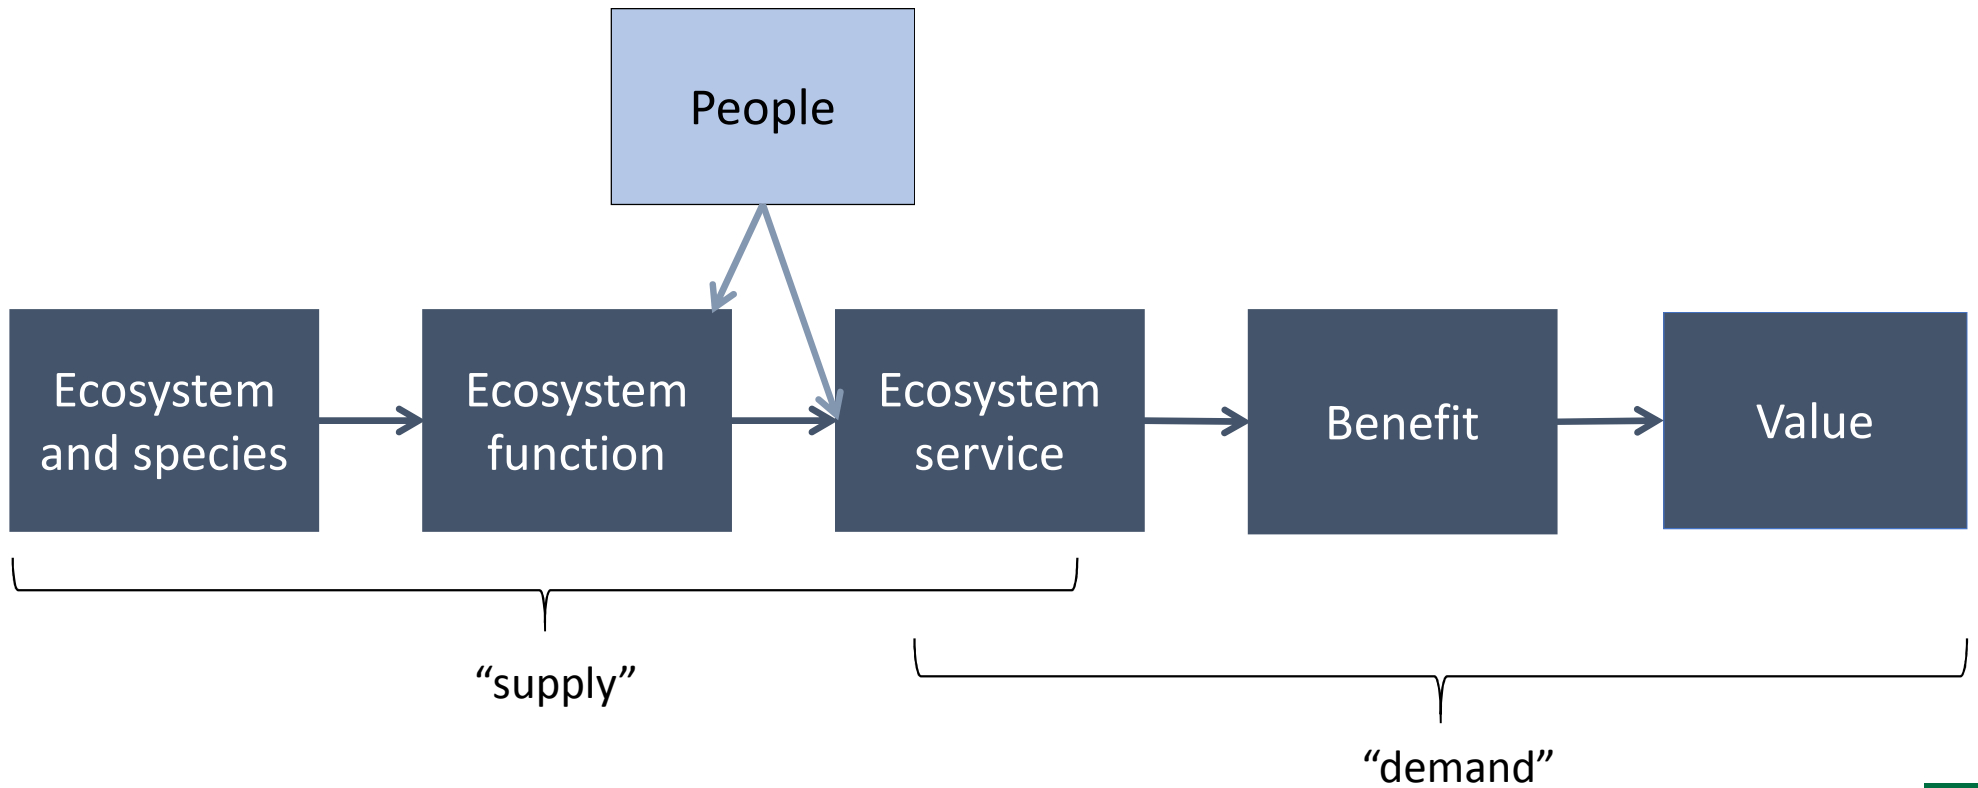 People
Ecosystem
and species
Ecosystem
function
Ecosystem
service
Benefit
Value
“supply”
“demand”